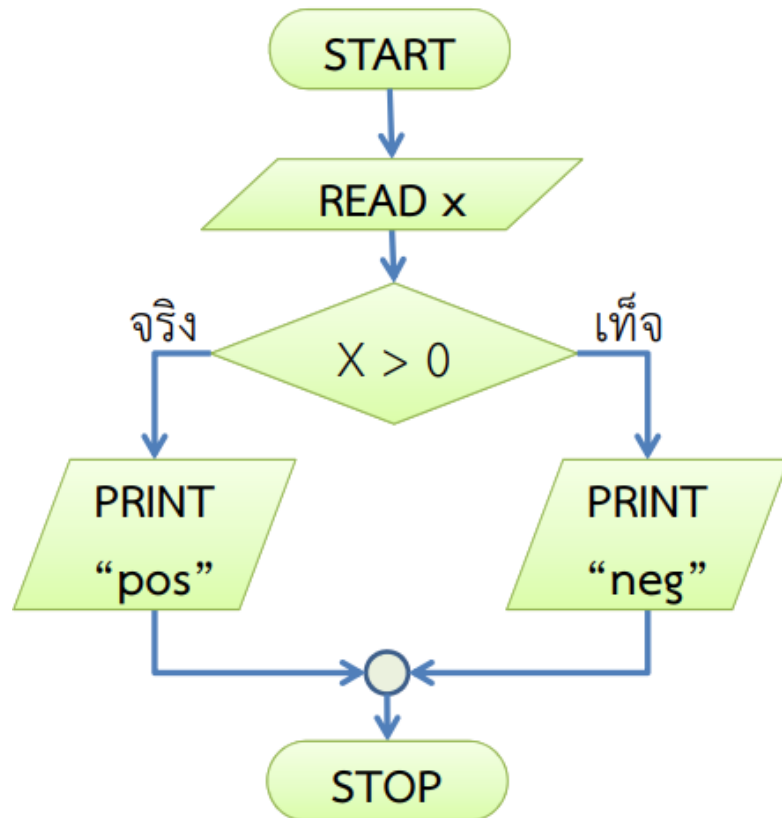 START
READ x
จริง
เท็จ
X > 0
PRINT
“pos”
PRINT
“neg”
STOP